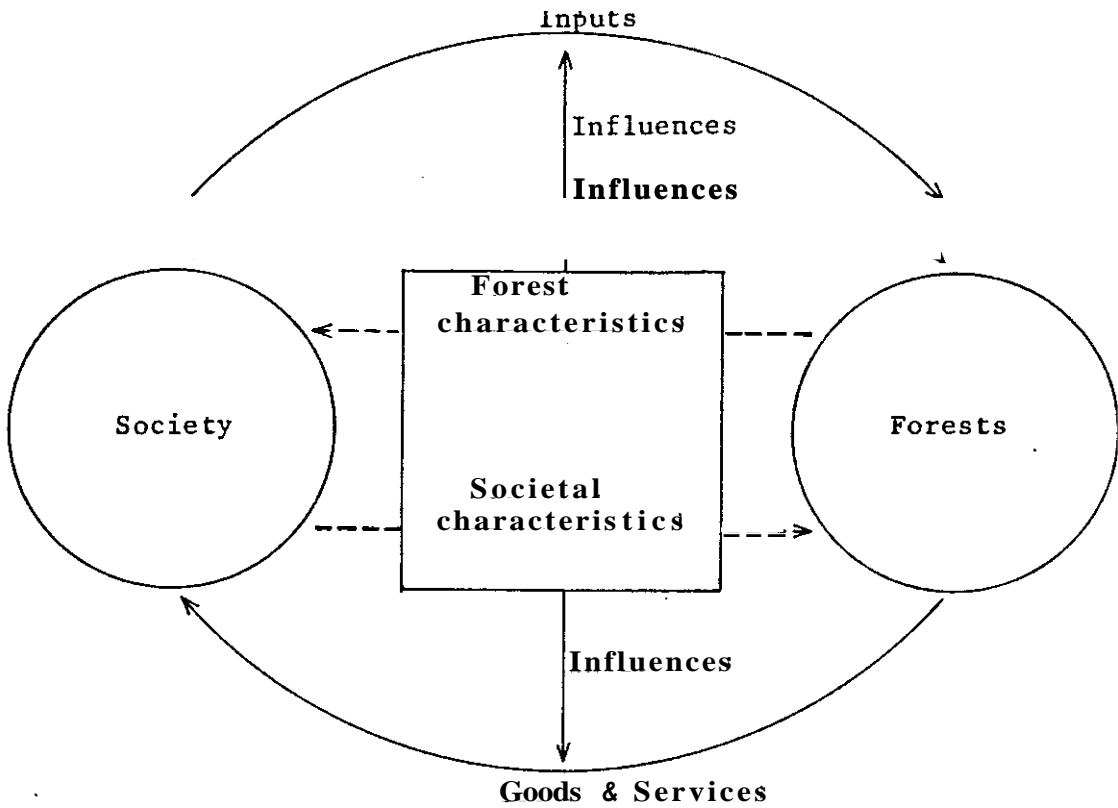 Inputs
Influences
Influences
Forest
characteristics
Society
Forests
Societal
characteristics
Influences
Goods & Services